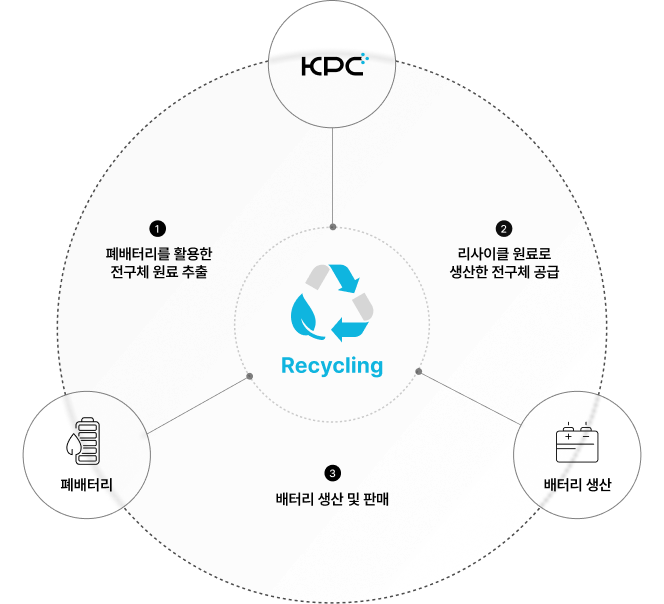 KPC
1
폐배터리를 활용한
전구체 원료 추출
2
리사이클 원료로
생산한 전구체 공급
Recycling
폐배터리
배터리 생산
3
배터리 생산 및 판매